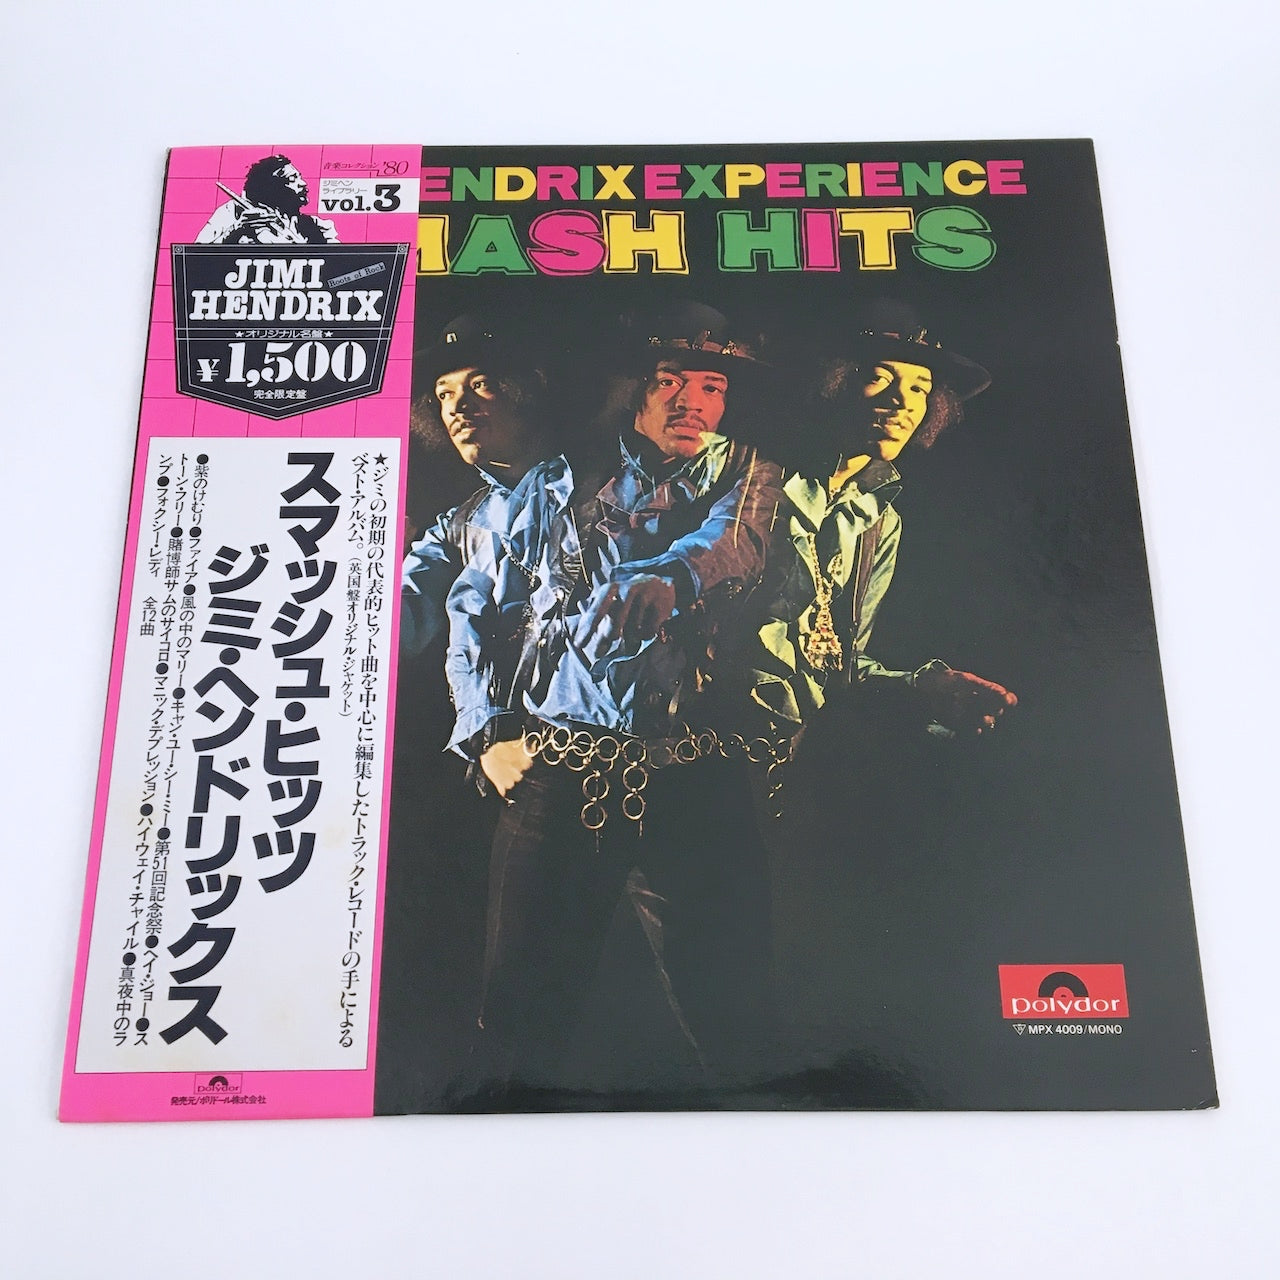 音楽コレクション'80
ジミヘン
ライブラリー
vol.3
JIMI
Roots of Rock
HENDRIX
★オリジナル名盤★
¥1,500
完全限定盤
★ジミの初期の代表的ヒット曲を中心に編集したトラック・レコードの手による
ベスト・アルバム。(英国盤オリジナル・ジャケット)
スマッシュ・ヒッツ
ジミ・ヘンドリックス
●紫のけむり●ファイア●風の中のマリー●キャン・ユー・シー・ミー●第51回記念祭●ヘイ・ジョー●ス
トーン・フリー●賭博師サムのサイコロ●マニック・デプレッション●ハイウェイ・チャイル●真夜中のラ
ンプ●フォクシー・レディ 全12曲
polydor
発売元/ポリドール株式会社
ENDRIX EXPERIENCE
MASH HITS
polydor
MPX 4009/MONO